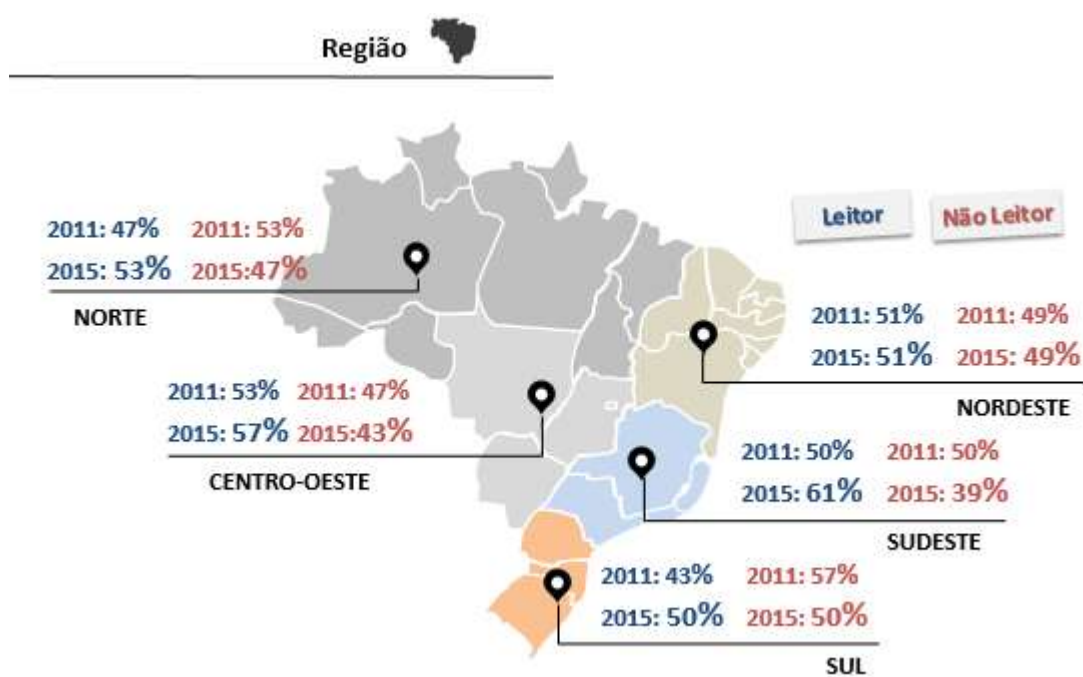 Região
Leitor Não Leitor
2011: 47% 2011: 53%
2015: 53% 2015:47%
NORTE
2011: 51% 2011: 49%
2015: 51% 2015: 49%
NORDESTE
2011: 53% 2011: 47%
2015: 57% 2015:43%
CENTRO-OESTE
2011: 50% 2011: 50%
2015: 61% 2015: 39%
SUDESTE
2011: 43% 2011: 57%
2015: 50% 2015: 50%
SUL